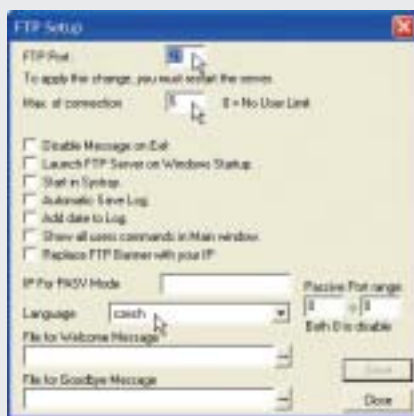 FTP Setup
FTP Port
To apply the change, you must restart the server.
Max. of connection 0 = No User Limit
Disable Message on Exit
Launch FTP Server on Windows Startup
Start in Systray
Automatic Save Log
Add date to Log
Show all users commands in Main window
Replace FTP Banner with your IP
IP For PASV Mode
Passive Port range
Language czech
0 0
Both 0 is disable
File for Welcome Message
File for Goodbye Message
Close